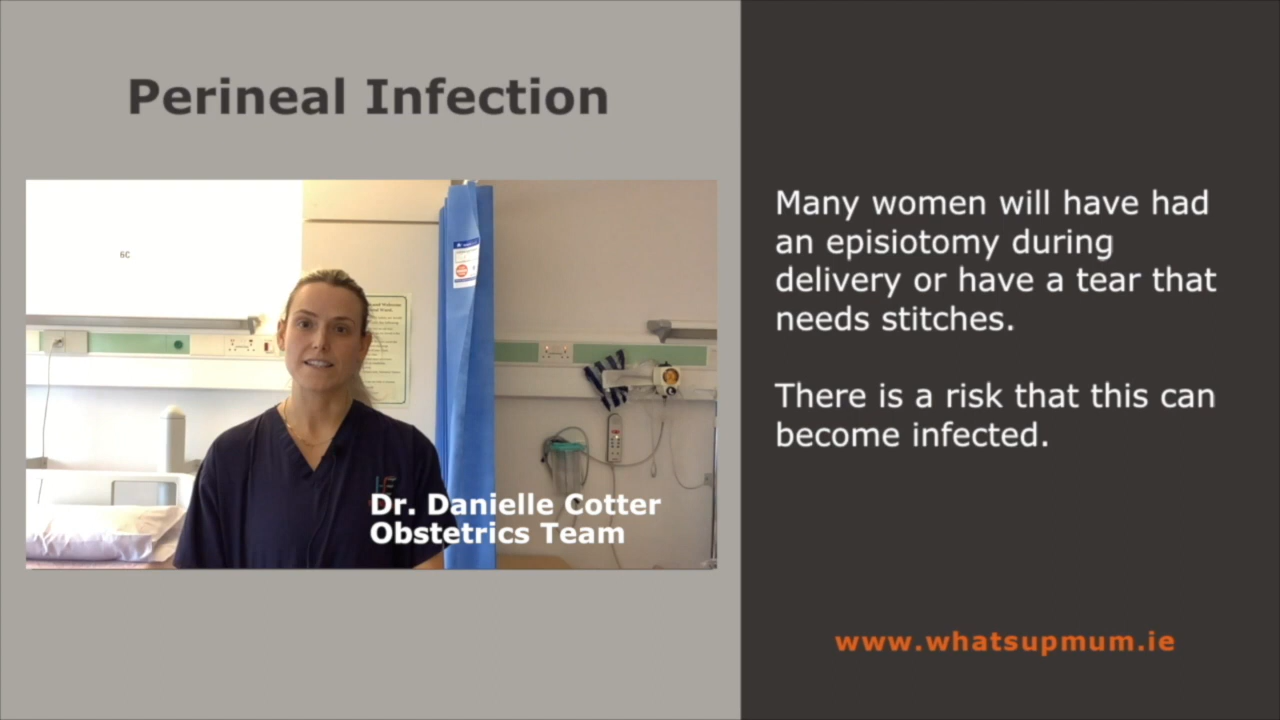 Perineal Infection
6C
Dr. Danielle Cotter
Obstetrics Team
Many women will have had
an episiotomy during
delivery or have a tear that
needs stitches.
There is a risk that this can
become infected.
www.whatsupmum.ie